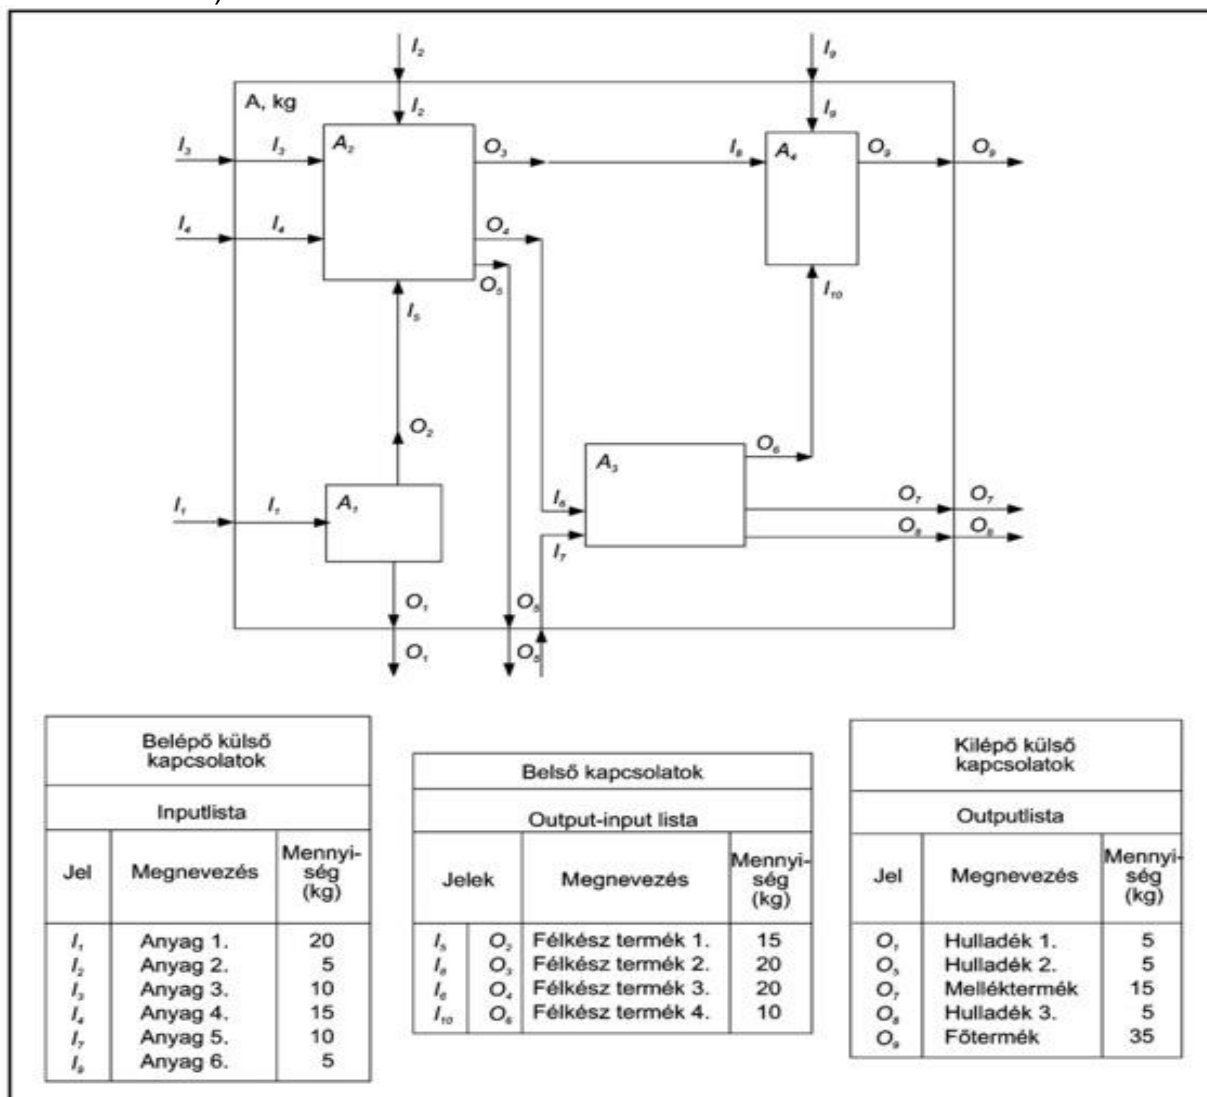 I₂
I₉
A, kg
I₂
I₉
I₃
I₃
A₂
O₃
I₈
A₄
O₉
O₉
I₄
I₄
O₄
O₅
I₁₀
I₅
O₂
O₆
A₃
I₁
I₁
A₁
I₆
O₇
O₇
I₇
O₈
O₈
O₁
O₅
O₁
O₅
Belépő külső
kapcsolatok
Inputlista
Jel Megnevezés Mennyi-
ség
(kg)
I₁ Anyag 1. 20
I₂ Anyag 2. 5
I₃ Anyag 3. 10
I₄ Anyag 4. 15
I₇ Anyag 5. 10
I₉ Anyag 6. 5
Belső kapcsolatok
Output-input lista
Jelek Megnevezés Mennyi-
ség
(kg)
I₅ O₂ Félkész termék 1. 15
I₈ O₃ Félkész termék 2. 20
I₆ O₄ Félkész termék 3. 20
I₁₀ O₆ Félkész termék 4. 10
Kilépő külső
kapcsolatok
Outputlista
Jel Megnevezés Mennyi-
ség
(kg)
O₁ Hulladék 1. 5
O₅ Hulladék 2. 5
O₇ Melléktermék 15
O₈ Hulladék 3. 5
O₉ Főtermék 35